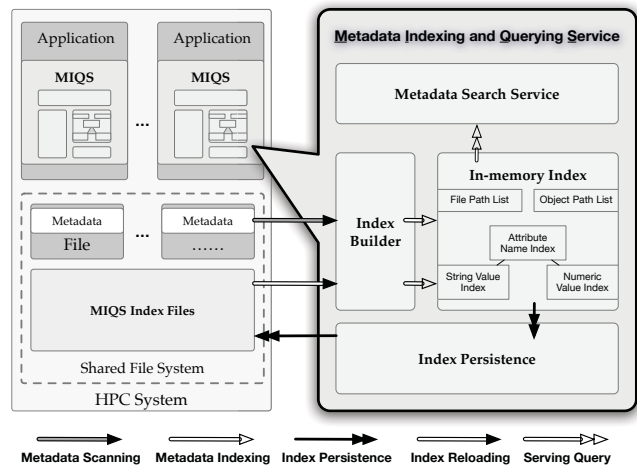 Application
Application
MIQS
MIQS
...
Metadata
File
...
Metadata
......
MIQS Index Files
Shared File System
HPC System
Metadata Indexing and Querying Service
Metadata Search Service
Index
Builder
In-memory Index
File Path List
Object Path List
Attribute
Name Index
String Value
Index
Numeric
Value Index
Index Persistence
Metadata Scanning
Metadata Indexing
Index Persistence
Index Reloading
Serving Query